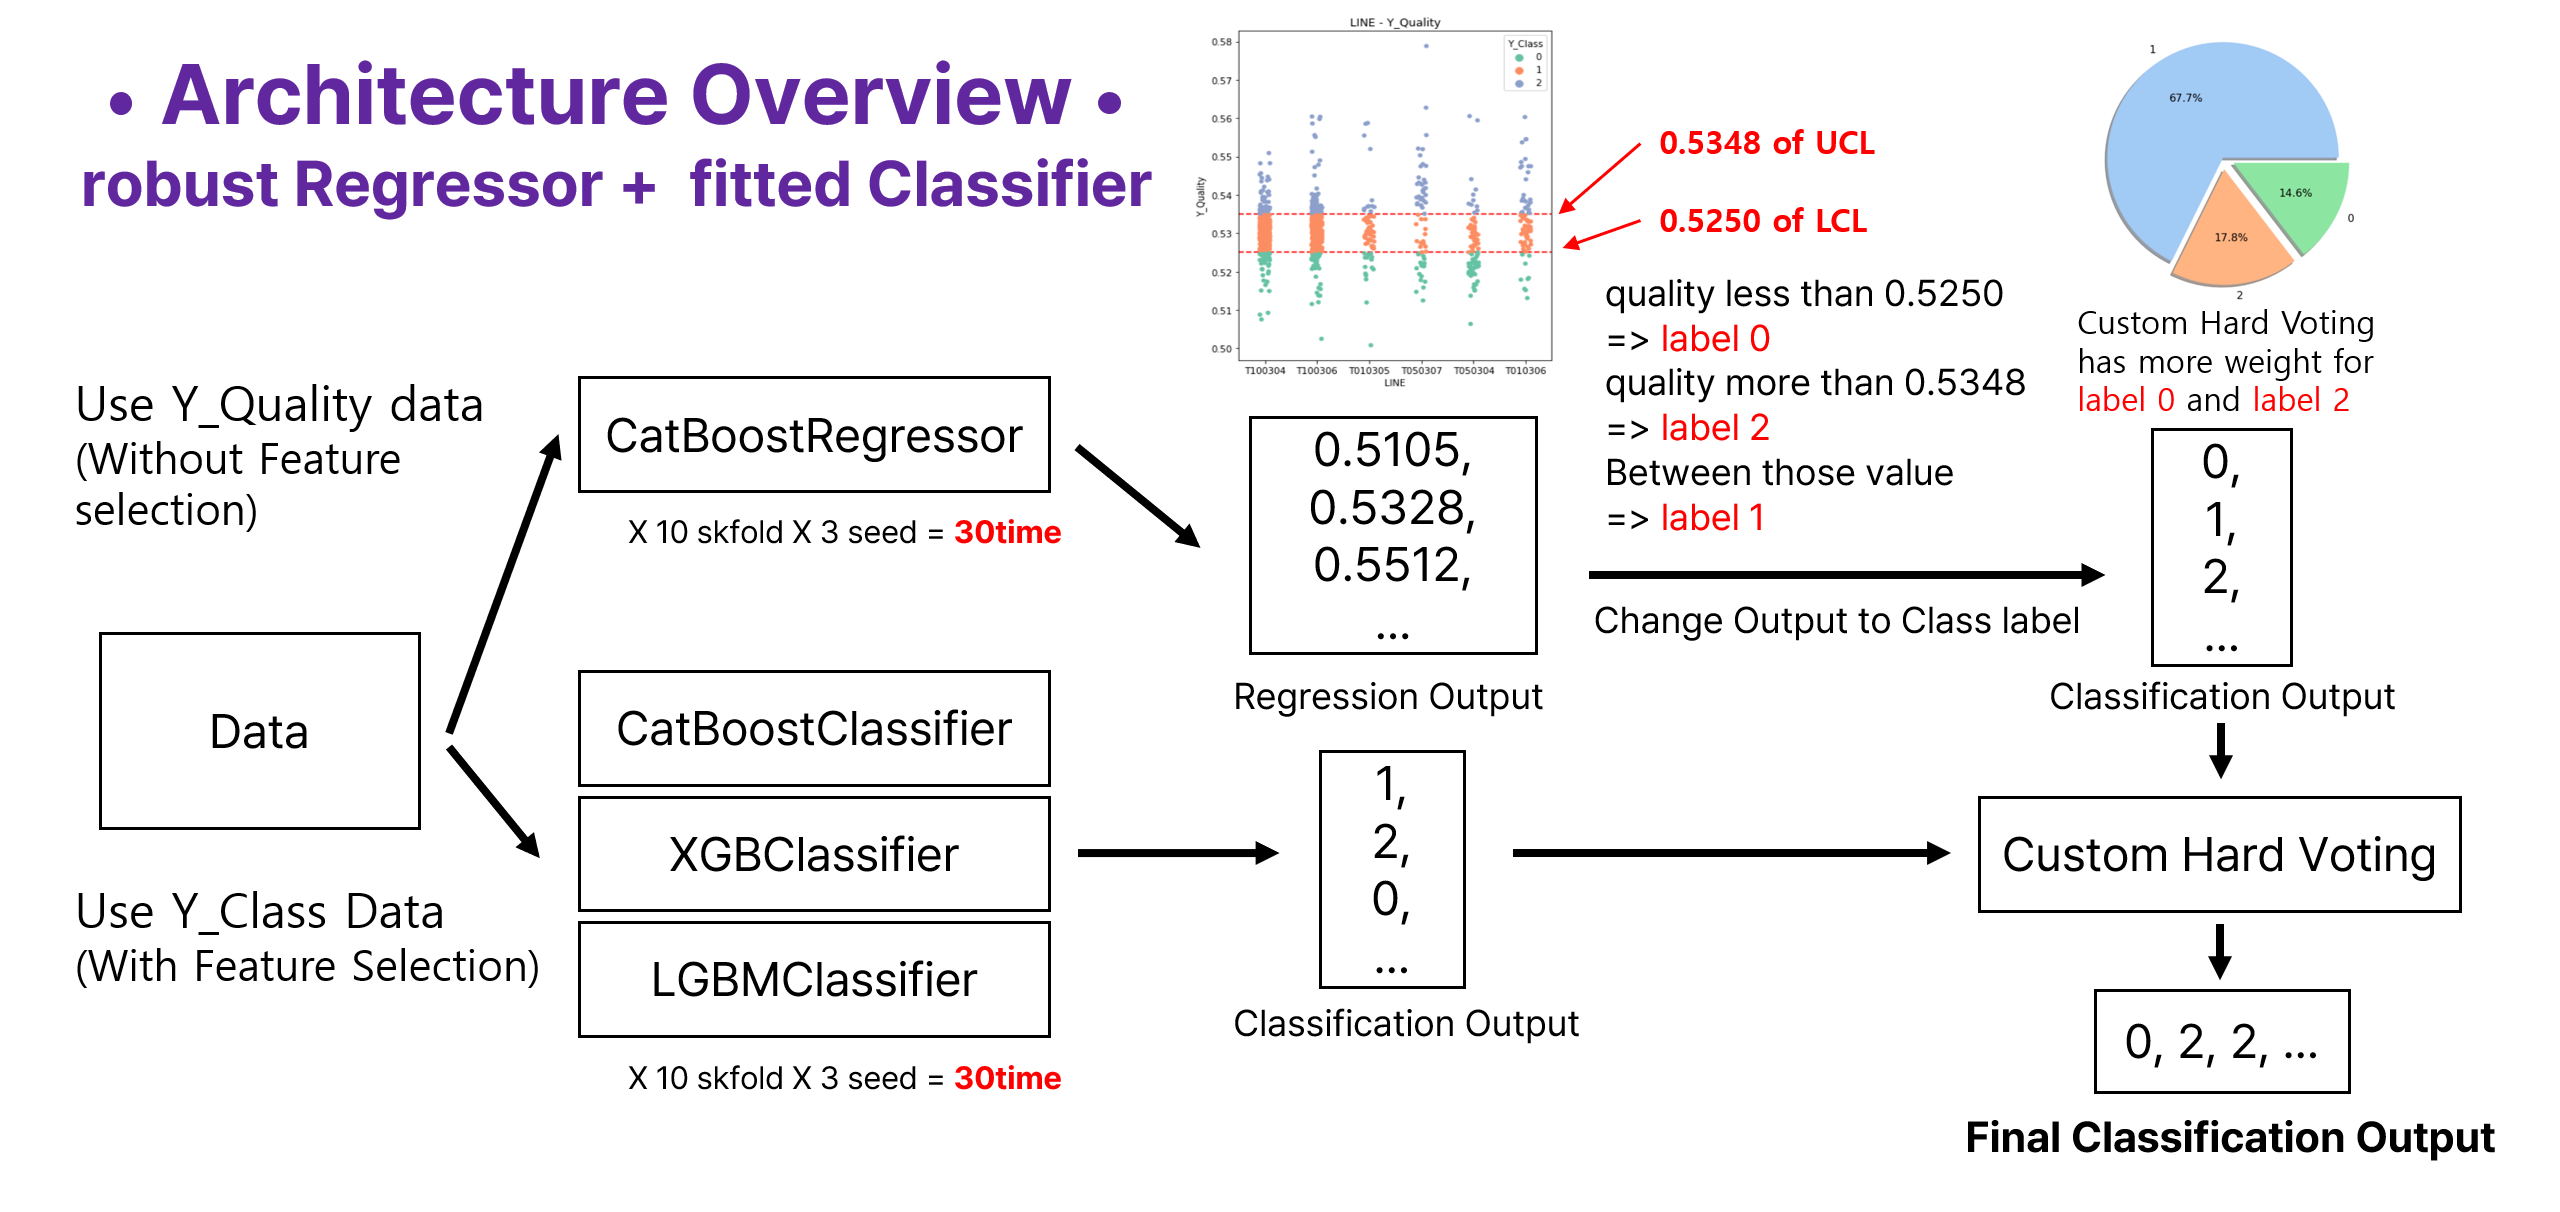 • Architecture Overview •
robust Regressor + fitted Classifier
LINE - Y_Quality
Y_Class
0
1
2
0.58
0.57
0.56
0.55
0.54
0.53
0.52
0.51
0.50
Y_Quality
T100304 T100306 T010305 T050307 T050304 T010306
LINE
0.5348 of UCL
0.5250 of LCL
1
67.7%
14.6%
0
17.8%
2
quality less than 0.5250
=> label 0
quality more than 0.5348
=> label 2
Between those value
=> label 1
Custom Hard Voting
has more weight for
label 0 and label 2
Use Y_Quality data
(Without Feature
selection)
CatBoostRegressor
X 10 skfold X 3 seed = 30time
0.5105,
0.5328,
0.5512,
...
Regression Output
Change Output to Class label
0,
1,
2,
...
Classification Output
Data
Use Y_Class Data
(With Feature Selection)
CatBoostClassifier
XGBClassifier
LGBMClassifier
X 10 skfold X 3 seed = 30time
1,
2,
0,
...
Classification Output
Custom Hard Voting
0, 2, 2, ...
Final Classification Output